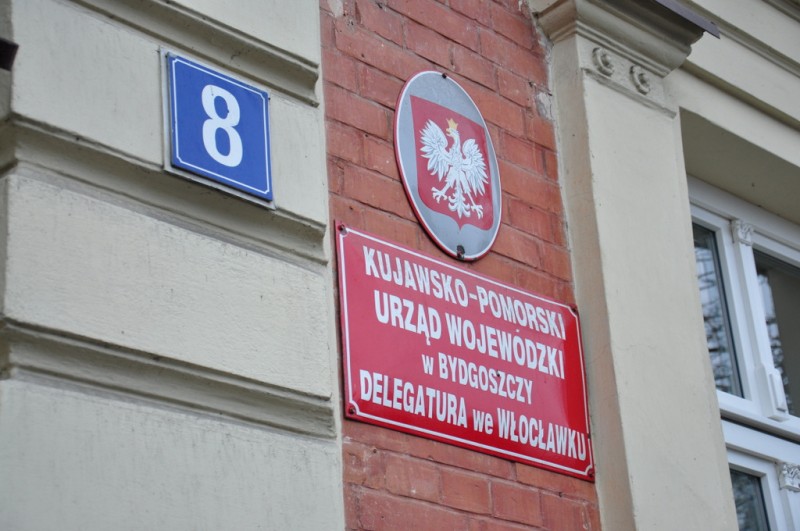 8
KUJAWSKO-POMORSKI
URZĄD WOJEWÓDZKI
w BYDGOSZCZY
DELEGATURA we WŁOCŁAWKU